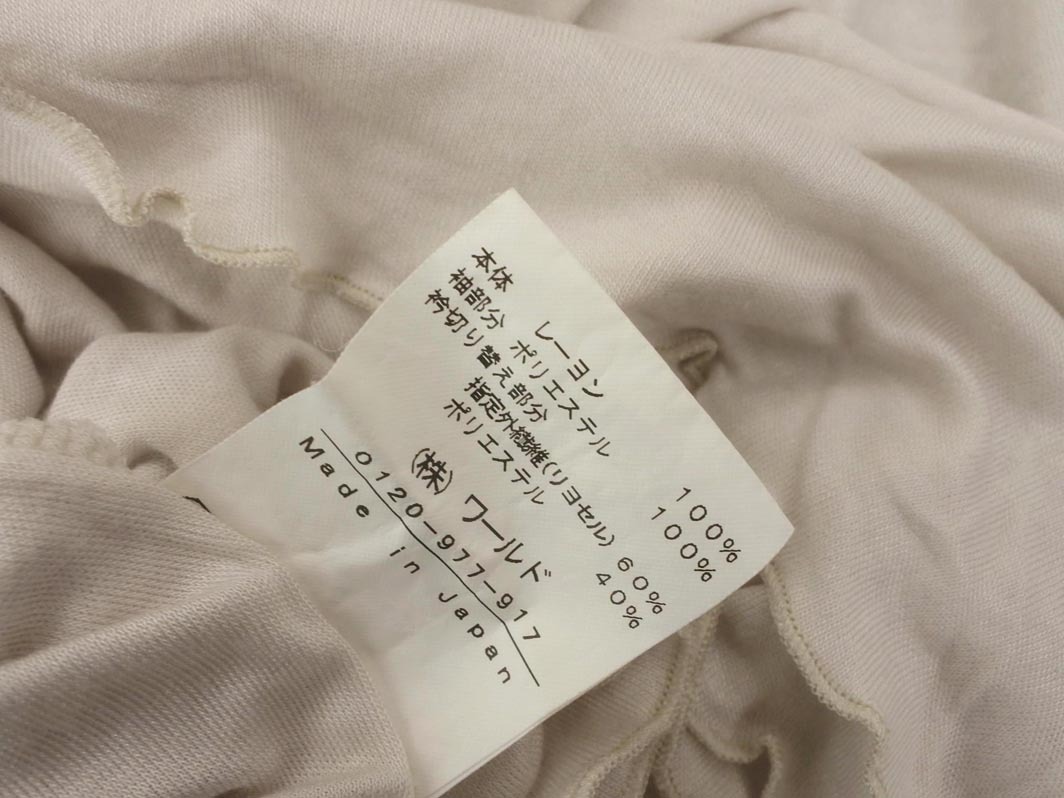 本体 レーヨン 100%
袖部分 ポリエステル 100%
衿切り替え部分
指定外繊維(リヨセル) 60%
ポリエステル 40%
(株) ワールド
0120-977-917
Made in Japan